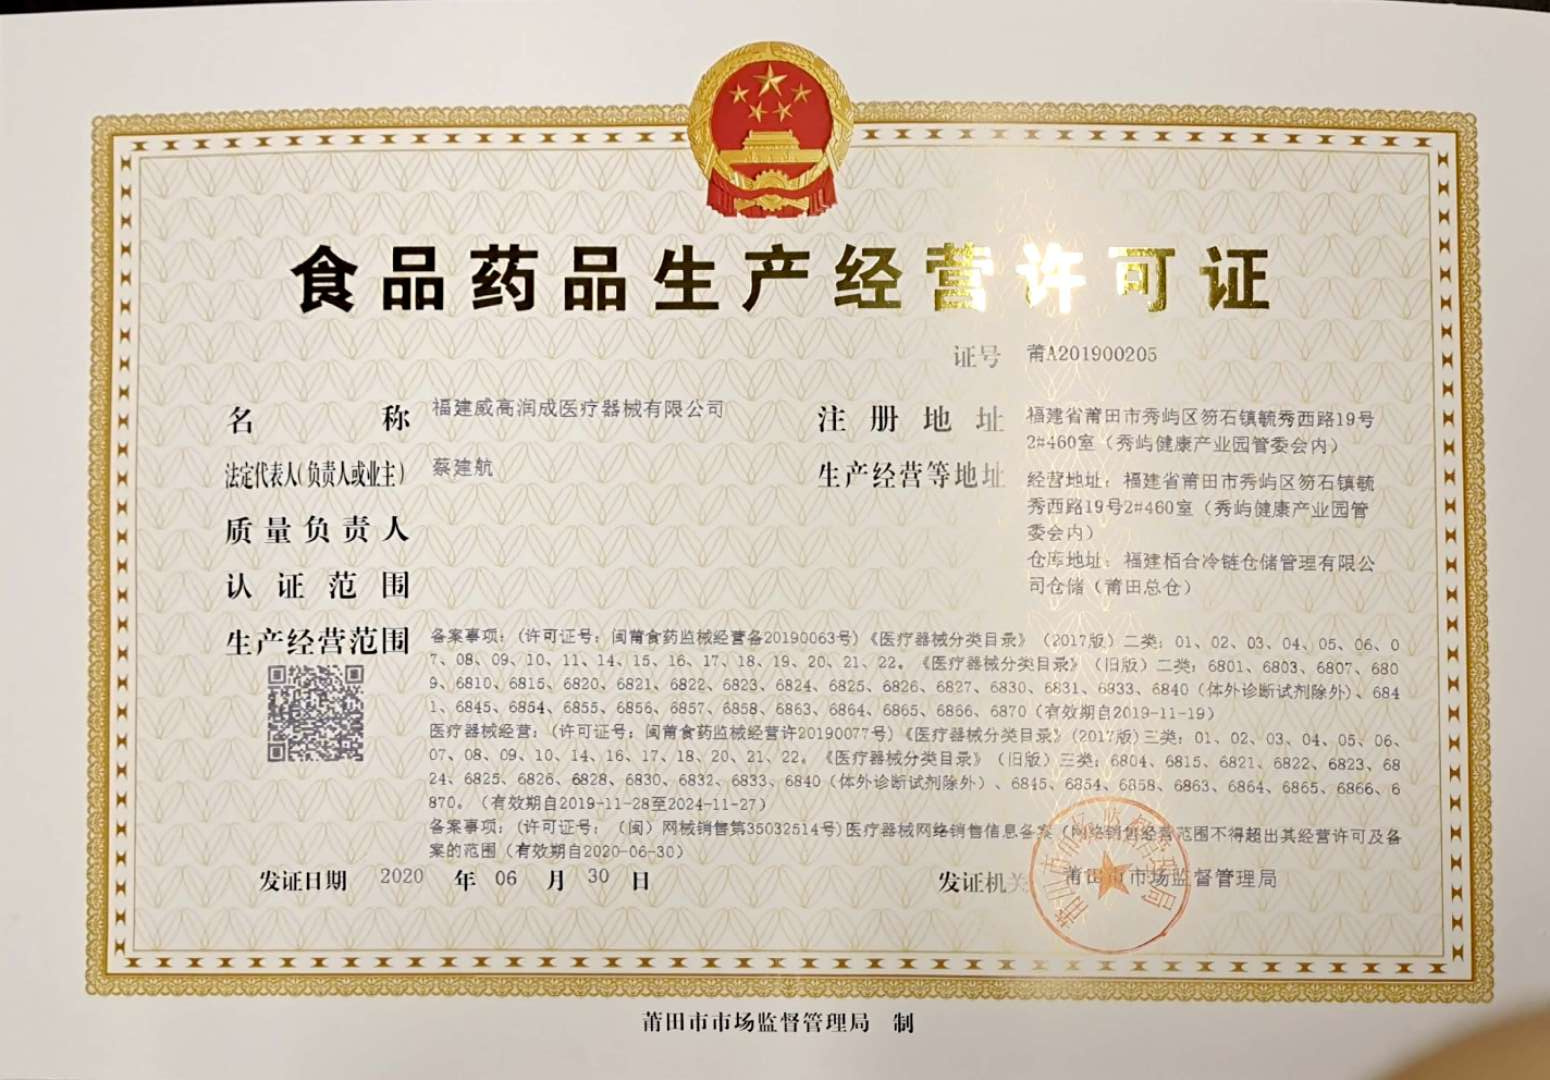 食品药品生产经营许可证
证号 莆A201900205
名称 福建威高润成医疗器械有限公司
法定代表人(负责人或业主) 蔡建航
质量负责人
认证范围
注册地址 福建省莆田市秀屿区笏石镇毓秀西路19号
2#460室（秀屿健康产业园管委会内）
生产经营等地址 经营地址：福建省莆田市秀屿区笏石镇毓
秀西路19号2#460室（秀屿健康产业园管
委会内）
仓库地址：福建栢合冷链仓储管理有限公
司仓储（莆田总仓）
生产经营范围 备案事项：(许可证号：闽莆食药监械经营备20190063号)《医疗器械分类目录》（2017版）二类：01、02、03、04、05、06、0
7、08、09、10、11、14、15、16、17、18、19、20、21、22。《医疗器械分类目录》（旧版）二类：6801、6803、6807、680
9、6810、6815、6820、6821、6822、6823、6824、6825、6826、6827、6830、6831、6833、6840（体外诊断试剂除外）、684
1、6845、6854、6855、6856、6857、6858、6863、6864、6865、6866、6870（有效期自2019-11-19）
医疗器械经营：（许可证号：闽莆食药监械经营许20190077号)《医疗器械分类目录》（2017版)三类：01、02、03、04、05、06、
07、08、09、10、14、16、17、18、20、21、22。《医疗器械分类目录》（旧版）三类：6804、6815、6821、6822、6823、68
24、6825、6826、6828、6830、6832、6833、6840（体外诊断试剂除外）、6845、6854、6858、6863、6864、6865、6866、6
870。（有效期自2019-11-28至2024-11-27）
备案事项：(许可证号：（闽）网械销售第35032514号)医疗器械网络销售信息备案（网络销售经营范围不得超出其经营许可及备
案的范围（有效期自2020-06-30）
发证日期 2020 年 06 月 30 日
发证机关 莆田市市场监督管理局
莆田市市场监督管理局 制